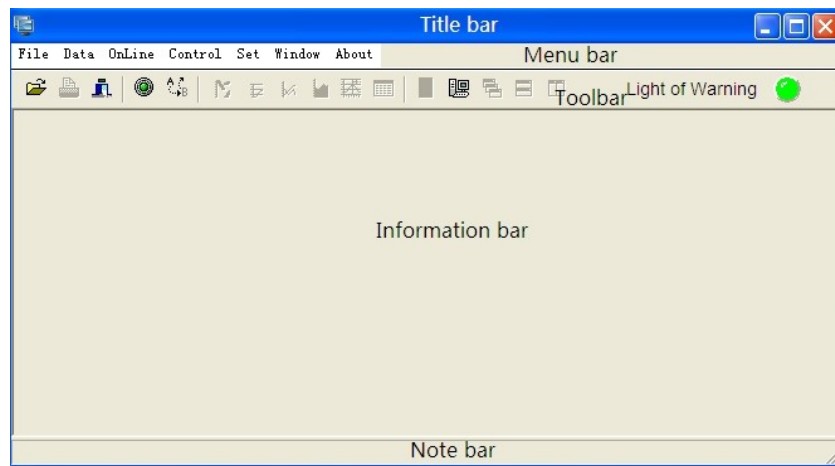 Title bar
File Data OnLine Control Set Window About Menu bar
Toolbar Light of Warning
Information bar
Note bar